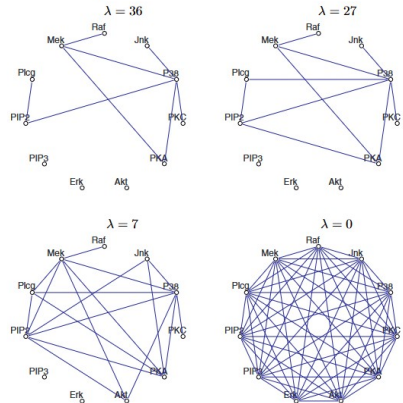 λ = 36
Raf
Mek
Jnk
Plcg
P38
PIP2
PKC
PIP3
PKA
Erk
Akt
λ = 27
Raf
Mek
Jnk
Plcg
P38
PIP2
PKC
PIP3
PKA
Erk
Akt
λ = 7
Raf
Mek
Jnk
Plcg
P38
PIP2
PKC
PIP3
PKA
Erk
Akt
λ = 0
Raf
Mek
Jnk
Plcg
P38
PIP2
PKC
PIP3
PKA
Erk
Akt